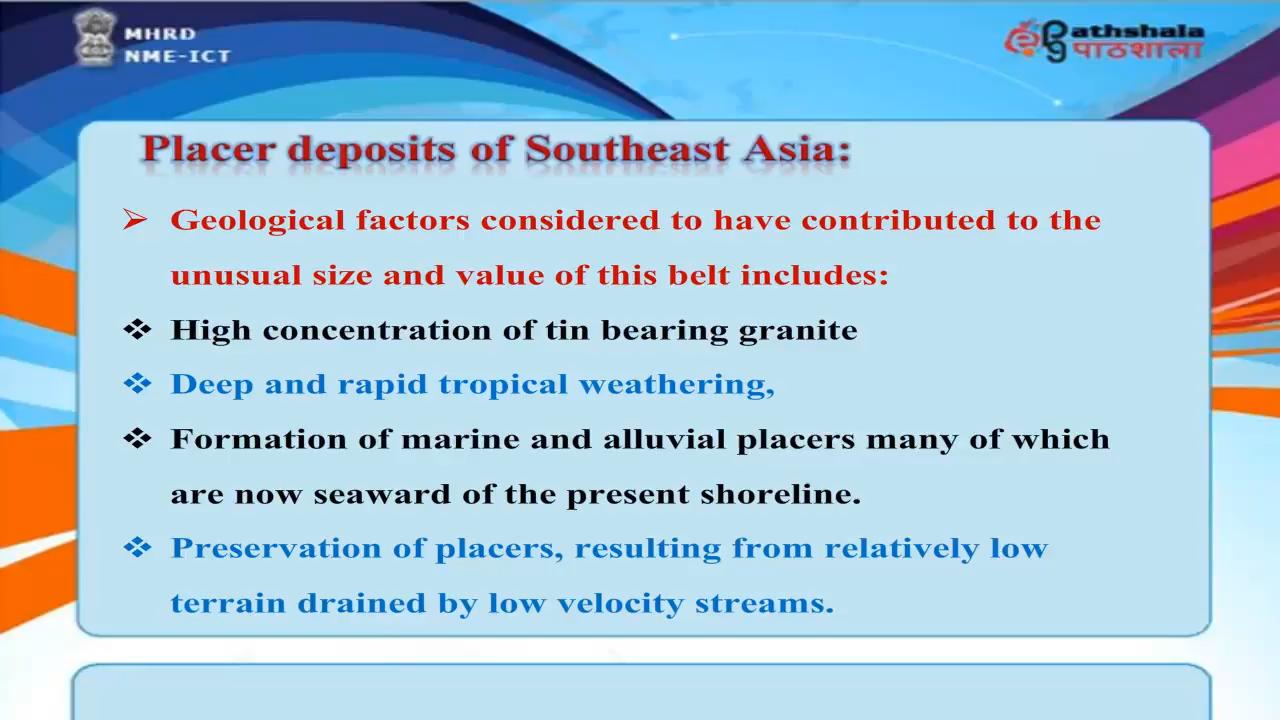 MHRD
NME-ICT
epg athshala
पाठशाला
Placer deposits of Southeast Asia:
➢ Geological factors considered to have contributed to the
unusual size and value of this belt includes:
❖ High concentration of tin bearing granite
❖ Deep and rapid tropical weathering,
❖ Formation of marine and alluvial placers many of which
are now seaward of the present shoreline.
❖ Preservation of placers, resulting from relatively low
terrain drained by low velocity streams.